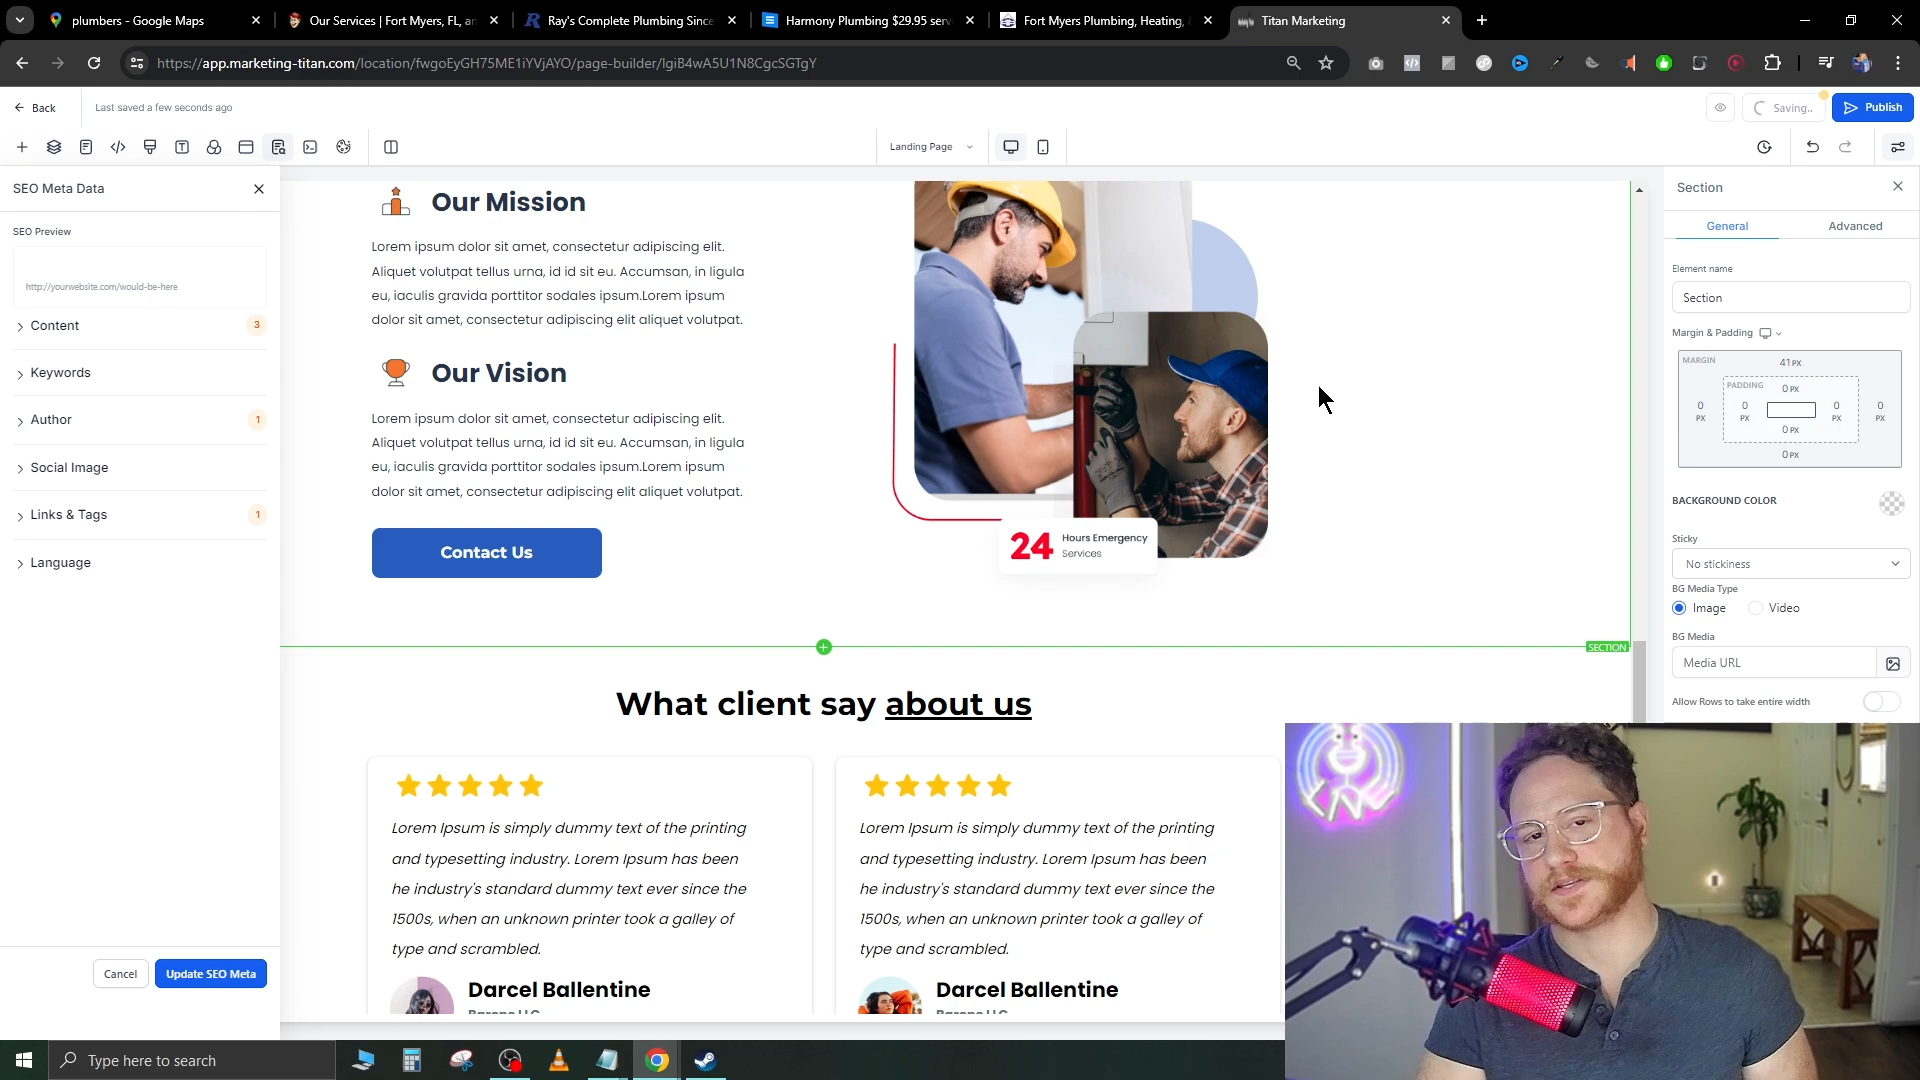 plumbers - Google Maps
Our Services | Fort Myers, FL, an
Ray's Complete Plumbing Since
Harmony Plumbing $29.95 servi
Fort Myers Plumbing, Heating,
Titan Marketing
https://app.marketing-titan.com/location/fwgoEyGH75ME1iYVjAYO/page-builder/lgiB4wA5U1N8CgcSGTgY
Back
Last saved a few seconds ago
Saving..
Publish
Landing Page
SEO Meta Data
SEO Preview
http://yourwebsite.com/would-be-here
Content
3
Keywords
Author
1
Social Image
Links & Tags
1
Language
Cancel
Update SEO Meta
Our Mission
Lorem ipsum dolor sit amet, consectetur adipiscing elit.
Aliquet volutpat tellus urna, id id sit eu. Accumsan, in ligula
eu, iaculis gravida porttitor sodales ipsum.Lorem ipsum
dolor sit amet, consectetur adipiscing elit aliquet volutpat.
Our Vision
Lorem ipsum dolor sit amet, consectetur adipiscing elit.
Aliquet volutpat tellus urna, id id sit eu. Accumsan, in ligula
eu, iaculis gravida porttitor sodales ipsum.Lorem ipsum
dolor sit amet, consectetur adipiscing elit aliquet volutpat.
Contact Us
24
Hours Emergency
Services
SECTION
What client say about us
Lorem Ipsum is simply dummy text of the printing
and typesetting industry. Lorem Ipsum has been
he industry's standard dummy text ever since the
1500s, when an unknown printer took a galley of
type and scrambled.
Darcel Ballentine
Barone LLC.
Lorem Ipsum is simply dummy text of the printing
and typesetting industry. Lorem Ipsum has been
he industry's standard dummy text ever since the
1500s, when an unknown printer took a galley of
type and scrambled.
Darcel Ballentine
Barone LLC.
Section
General
Advanced
Element name
Section
Margin & Padding
MARGIN
41 PX
PADDING
0 PX
0 PX
0 PX
0 PX
0 PX
0 PX
0 PX
BACKGROUND COLOR
Sticky
No stickiness
BG Media Type
Image
Video
BG Media
Media URL
Allow Rows to take entire width
Type here to search